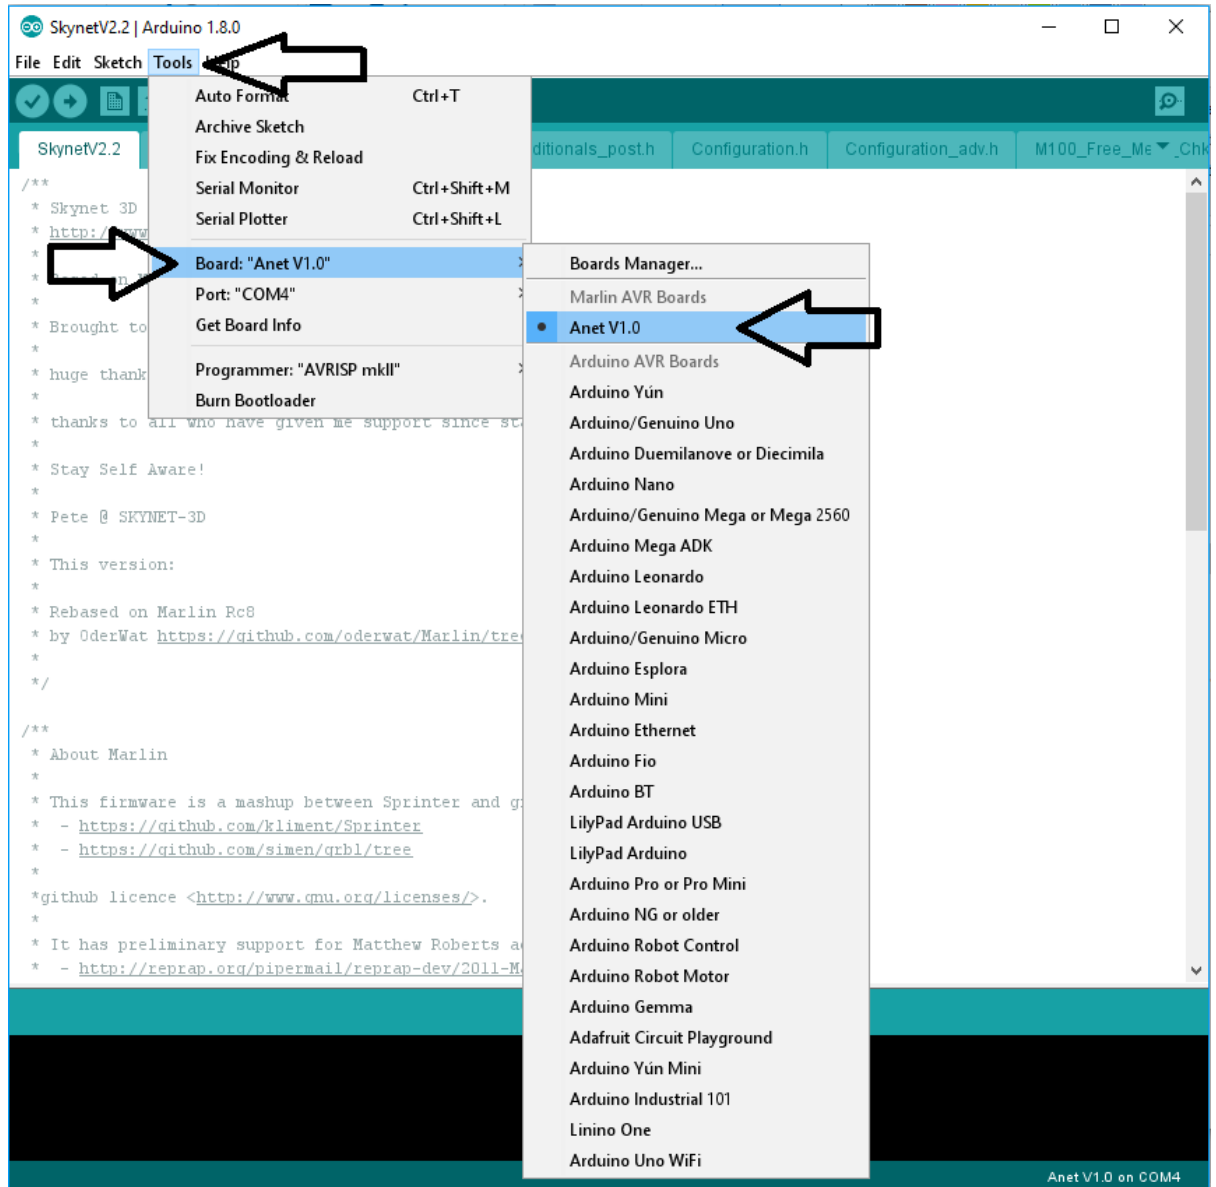 SkynetV2.2 | Arduino 1.8.0
File Edit Sketch Tools
Auto Format Ctrl+T
Archive Sketch
Fix Encoding & Reload
Serial Monitor Ctrl+Shift+M
Serial Plotter Ctrl+Shift+L
Board: "Anet V1.0"
Port: "COM4"
Get Board Info
Programmer: "AVRISP mkII"
Burn Bootloader
Boards Manager...
Marlin AVR Boards
Anet V1.0
Arduino AVR Boards
Arduino Yún
Arduino/Genuino Uno
Arduino Duemilanove or Diecimila
Arduino Nano
Arduino/Genuino Mega or Mega 2560
Arduino Mega ADK
Arduino Leonardo
Arduino Leonardo ETH
Arduino/Genuino Micro
Arduino Esplora
Arduino Mini
Arduino Ethernet
Arduino Fio
Arduino BT
LilyPad Arduino USB
LilyPad Arduino
Arduino Pro or Pro Mini
Arduino NG or older
Arduino Robot Control
Arduino Robot Motor
Arduino Gemma
Adafruit Circuit Playground
Arduino Yún Mini
Arduino Industrial 101
Linino One
Arduino Uno WiFi
SkynetV2.2 ditionals_post.h Configuration.h Configuration_adv.h M100_Free_Me _Chk
/**
* Skynet 3D
* http://www
*
*
*
* Brought to
*
* huge thank
*
* thanks to all who have given me support since st
*
* Stay Self Aware!
*
* Pete @ SKYNET-3D
*
* This version:
*
* Rebased on Marlin Rc8
* by OderWat https://github.com/oderwat/Marlin/tre
*
*/
/**
* About Marlin
*
* This firmware is a mashup between Sprinter and g
* - https://github.com/kliment/Sprinter
* - https://github.com/simen/grbl/tree
*
*github licence <http://www.gnu.org/licenses/>.
*
* It has preliminary support for Matthew Roberts a
* - http://reprap.org/pipermail/reprap-dev/2011-M
Anet V1.0 on COM4